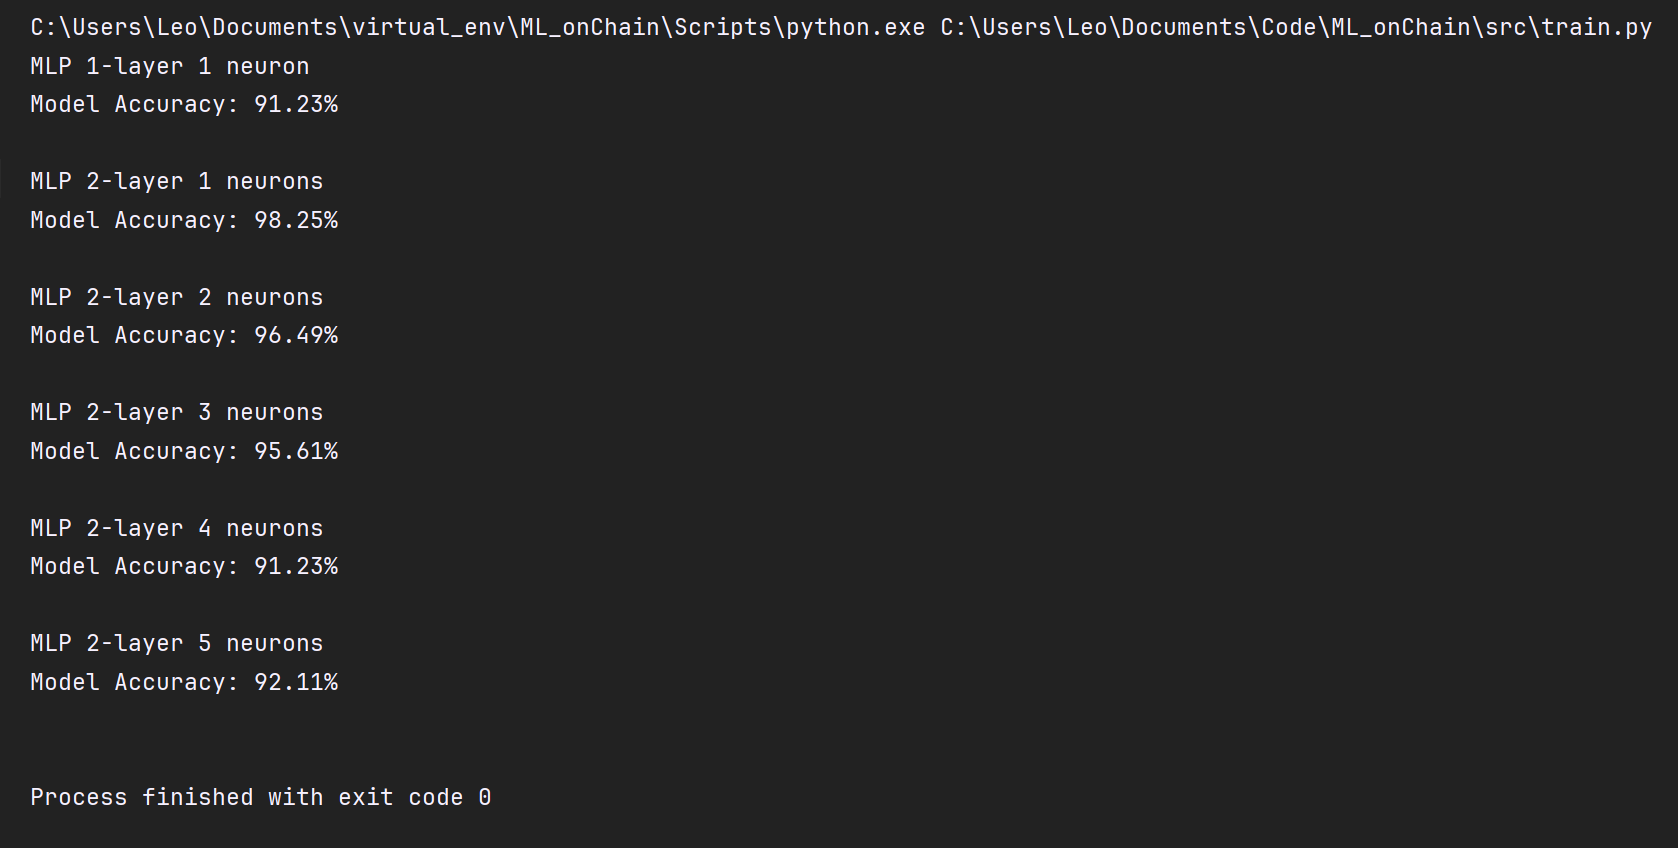 C:\Users\Leo\Documents\virtual_env\ML_onChain\Scripts\python.exe C:\Users\Leo\Documents\Code\ML_onChain\src\train.py
MLP 1-layer 1 neuron
Model Accuracy: 91.23%
MLP 2-layer 1 neurons
Model Accuracy: 98.25%
MLP 2-layer 2 neurons
Model Accuracy: 96.49%
MLP 2-layer 3 neurons
Model Accuracy: 95.61%
MLP 2-layer 4 neurons
Model Accuracy: 91.23%
MLP 2-layer 5 neurons
Model Accuracy: 92.11%
Process finished with exit code 0